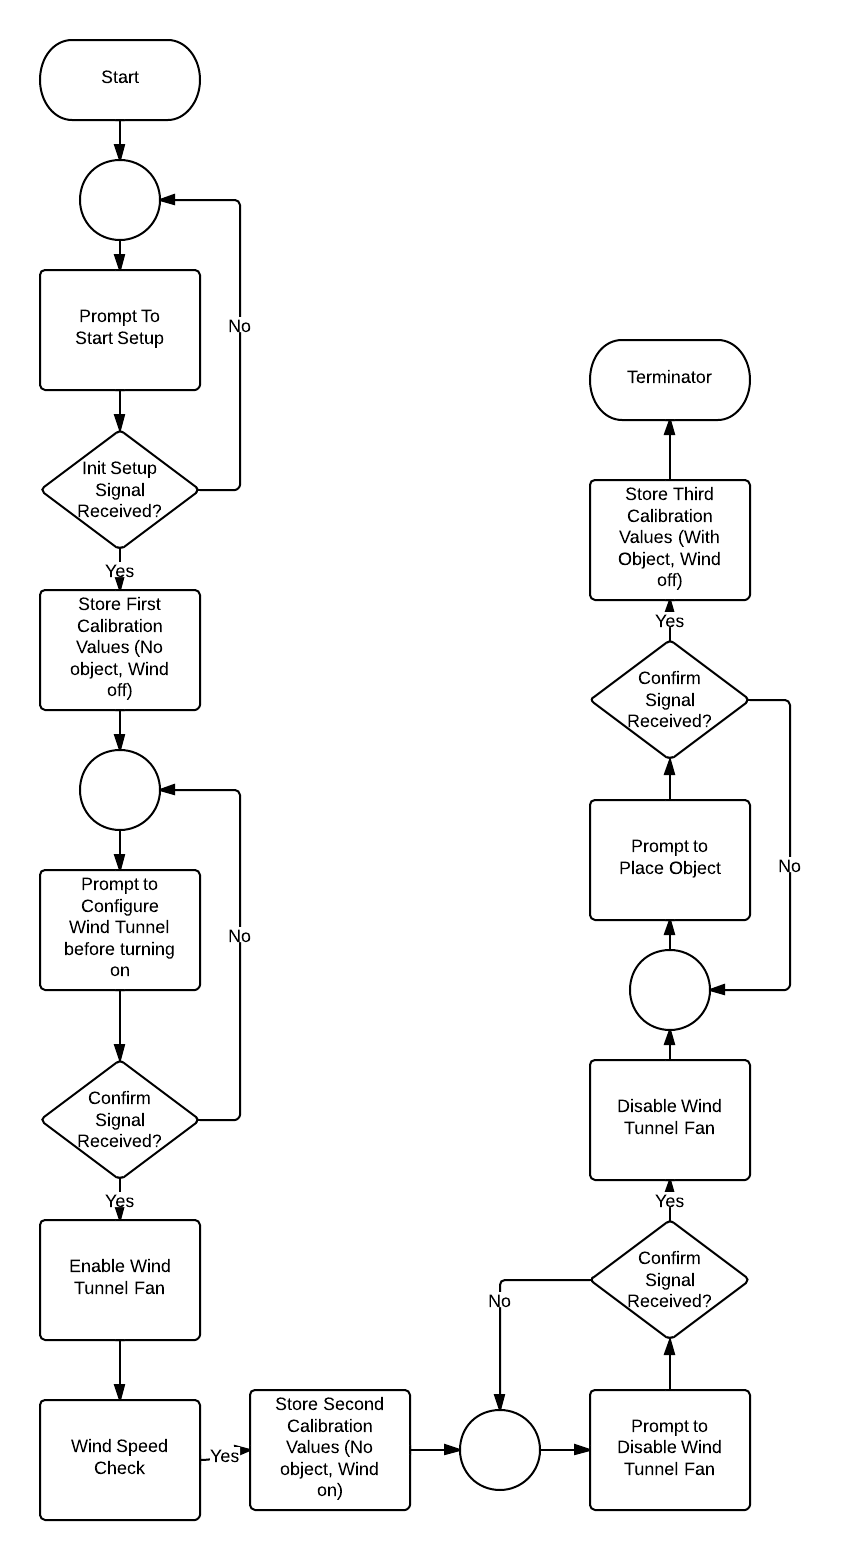 Start
Prompt To
Start Setup
No
Init Setup
Signal
Received?
Yes
Store First
Calibration
Values (No
object, Wind
off)
Prompt to
Configure
Wind Tunnel
before turning
on
No
Confirm
Signal
Received?
Yes
Enable Wind
Tunnel Fan
Wind Speed
Check
Yes
Store Second
Calibration
Values (No
object, Wind
on)
Prompt to
Disable Wind
Tunnel Fan
Confirm
Signal
Received?
No
Yes
Disable Wind
Tunnel Fan
Prompt to
Place Object
No
Confirm
Signal
Received?
Yes
Store Third
Calibration
Values (With
Object, Wind
off)
Terminator